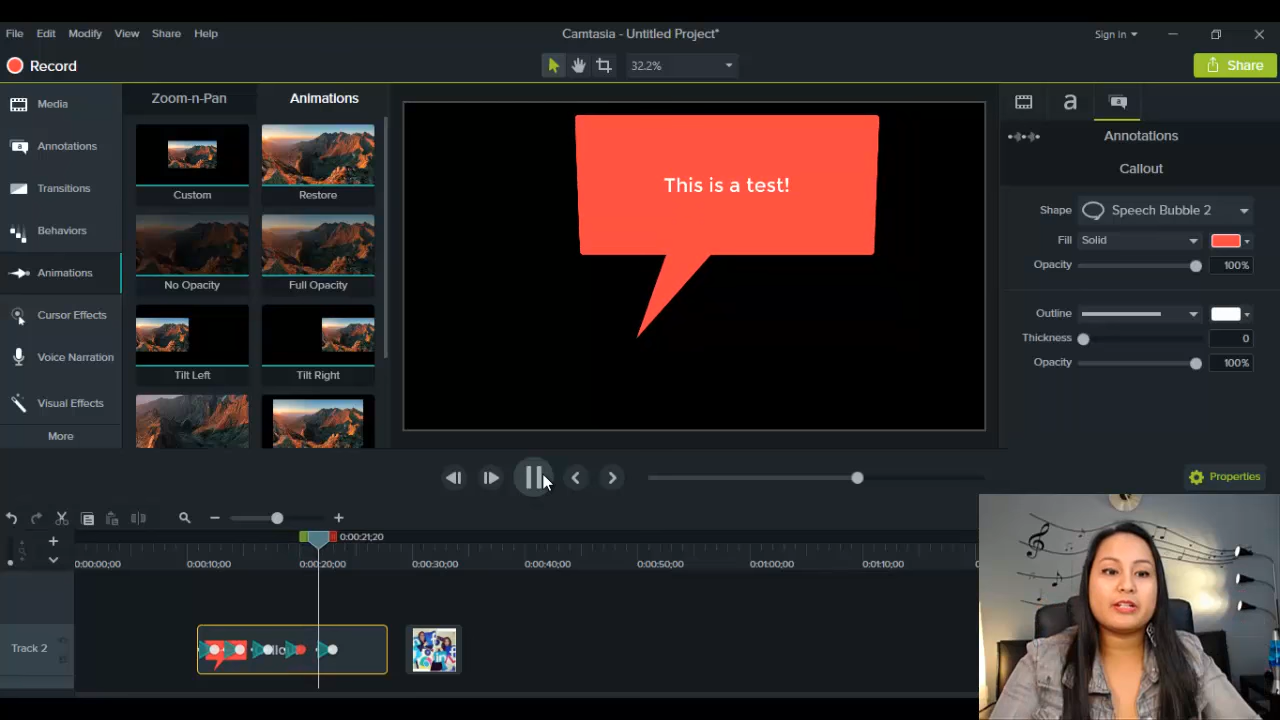 File Edit Modify View Share Help
Camtasia - Untitled Project*
Sign in
Record
32.2%
Share
Media
Annotations
Transitions
Behaviors
Animations
Cursor Effects
Voice Narration
Visual Effects
More
Zoom-n-Pan Animations
Custom Restore
No Opacity Full Opacity
Tilt Left Tilt Right
This is a test!
a
Annotations
Callout
Shape Speech Bubble 2
Fill Solid
Opacity 100%
Outline
Thickness 0
Opacity 100%
Properties
0:00:21;20
0:00:00;00 0:00:10;00 0:00:20;00 0:00:30;00 0:00:40;00 0:00:50;00 0:01:00;00 0:01:10;00
Track 2